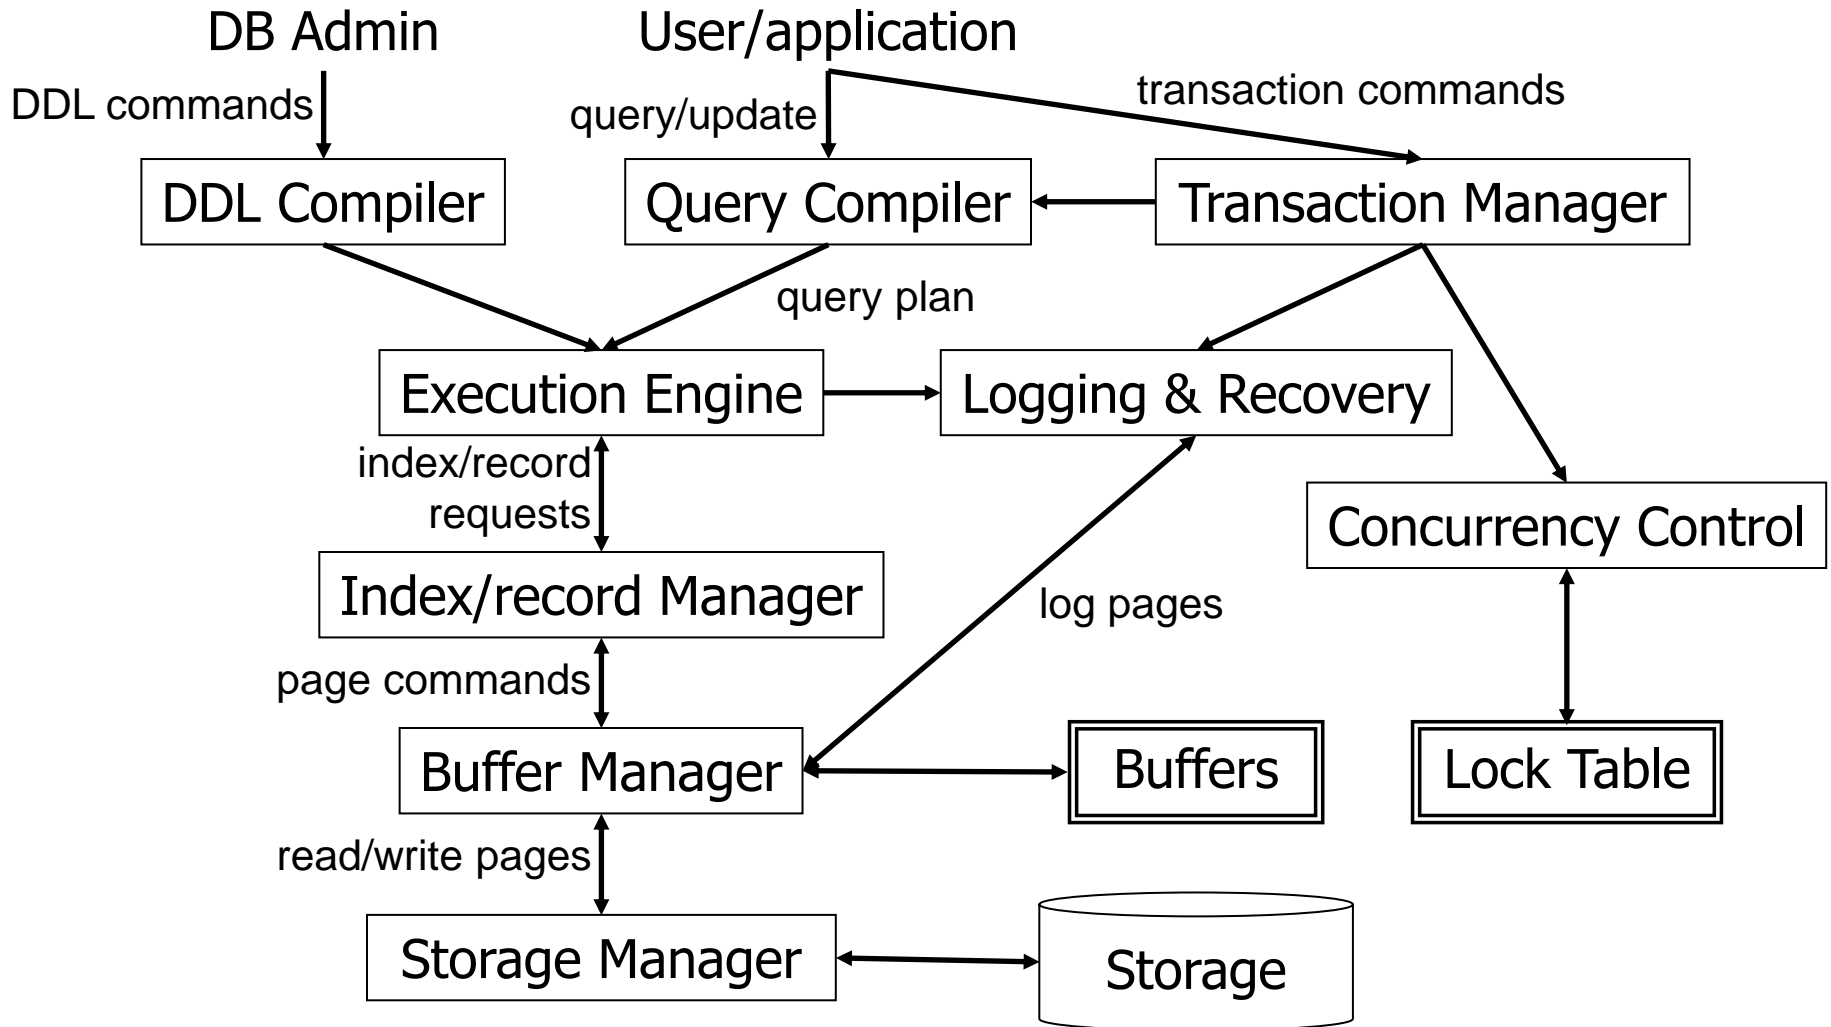 DB Admin
User/application
DDL commands
query/update
transaction commands
DDL Compiler
Query Compiler
Transaction Manager
query plan
Execution Engine
Logging & Recovery
index/record
requests
Concurrency Control
Index/record Manager
log pages
page commands
Buffer Manager
Buffers
Lock Table
read/write pages
Storage Manager
Storage